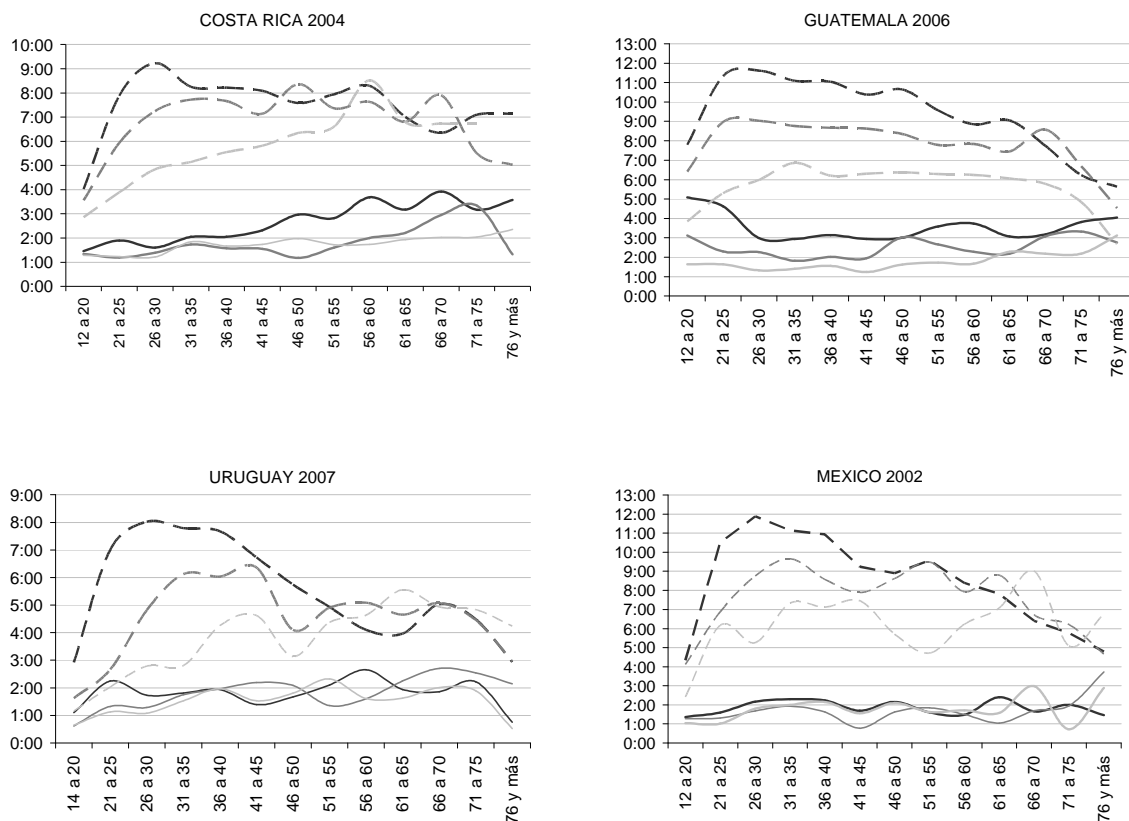 COSTA RICA 2004
10:00
9:00
8:00
7:00
6:00
5:00
4:00
3:00
2:00
1:00
0:00
12 a 20
21 a 25
26 a 30
31 a 35
36 a 40
41 a 45
46 a 50
51 a 55
56 a 60
61 a 65
66 a 70
71 a 75
76 y más
GUATEMALA 2006
13:00
12:00
11:00
10:00
9:00
8:00
7:00
6:00
5:00
4:00
3:00
2:00
1:00
0:00
12 a 20
21 a 25
26 a 30
31 a 35
36 a 40
41 a 45
46 a 50
51 a 55
56 a 60
61 a 65
66 a 70
71 a 75
76 y más
URUGUAY 2007
9:00
8:00
7:00
6:00
5:00
4:00
3:00
2:00
1:00
0:00
14 a 20
21 a 25
26 a 30
31 a 35
36 a 40
41 a 45
46 a 50
51 a 55
56 a 60
61 a 65
66 a 70
71 a 75
76 y más
MEXICO 2002
13:00
12:00
11:00
10:00
9:00
8:00
7:00
6:00
5:00
4:00
3:00
2:00
1:00
0:00
12 a 20
21 a 25
26 a 30
31 a 35
36 a 40
41 a 45
46 a 50
51 a 55
56 a 60
61 a 65
66 a 70
71 a 75
76 y más